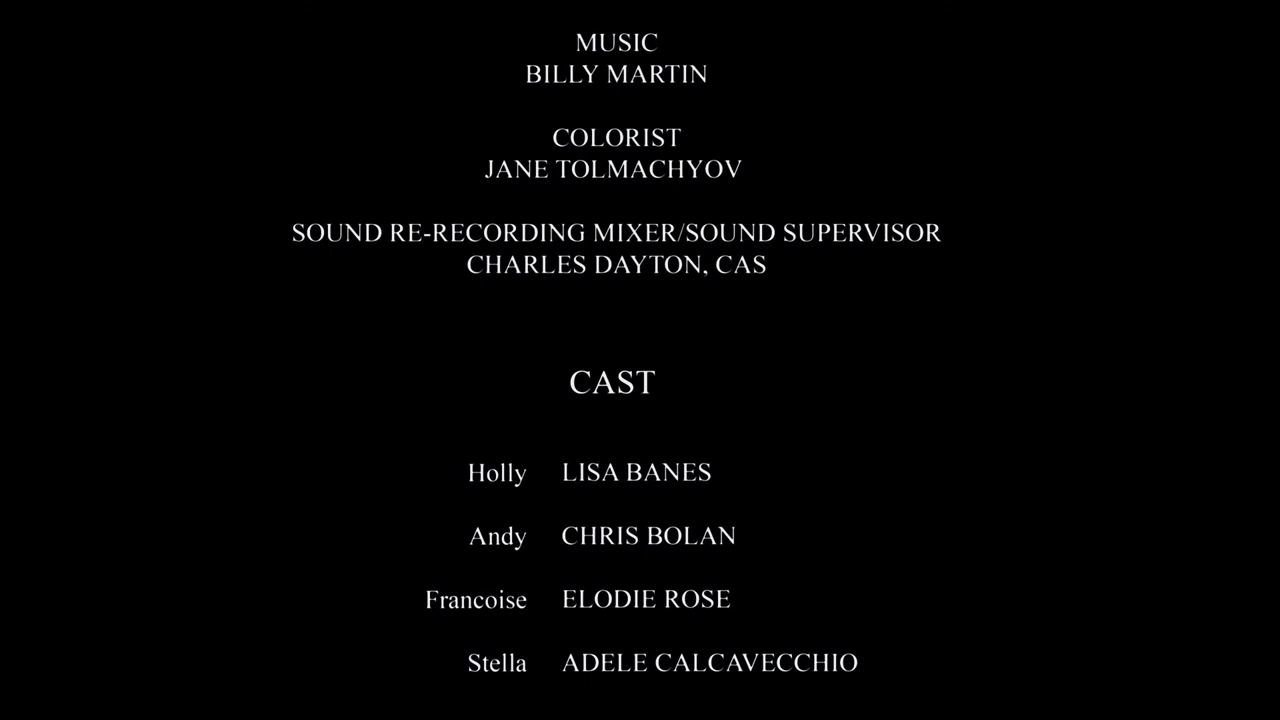 MUSIC
BILLY MARTIN
COLORIST
JANE TOLMACHYOV
SOUND RE-RECORDING MIXER/SOUND SUPERVISOR
CHARLES DAYTON, CAS
CAST
Holly LISA BANES
Andy CHRIS BOLAN
Francoise ELODIE ROSE
Stella ADELE CALCAVECCHIO